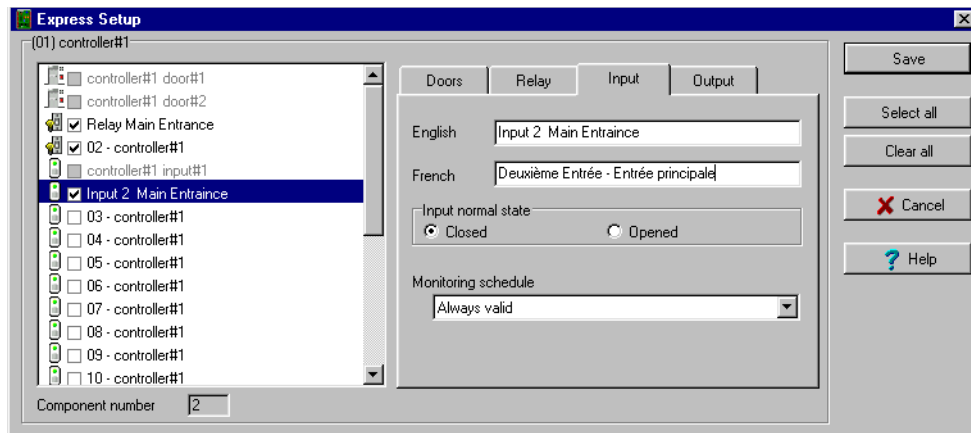 Express Setup
(01) controller#1
controller#1 door#1
controller#1 door#2
Relay Main Entrance
02 - controller#1
controller#1 input#1
Input 2 Main Entraince
03 - controller#1
04 - controller#1
05 - controller#1
06 - controller#1
07 - controller#1
08 - controller#1
09 - controller#1
10 - controller#1
Component number 2
Doors Relay Input Output
English Input 2 Main Entraince
French Deuxième Entrée - Entrée principale
Input normal state
Closed Opened
Monitoring schedule
Always valid
Save
Select all
Clear all
Cancel
? Help